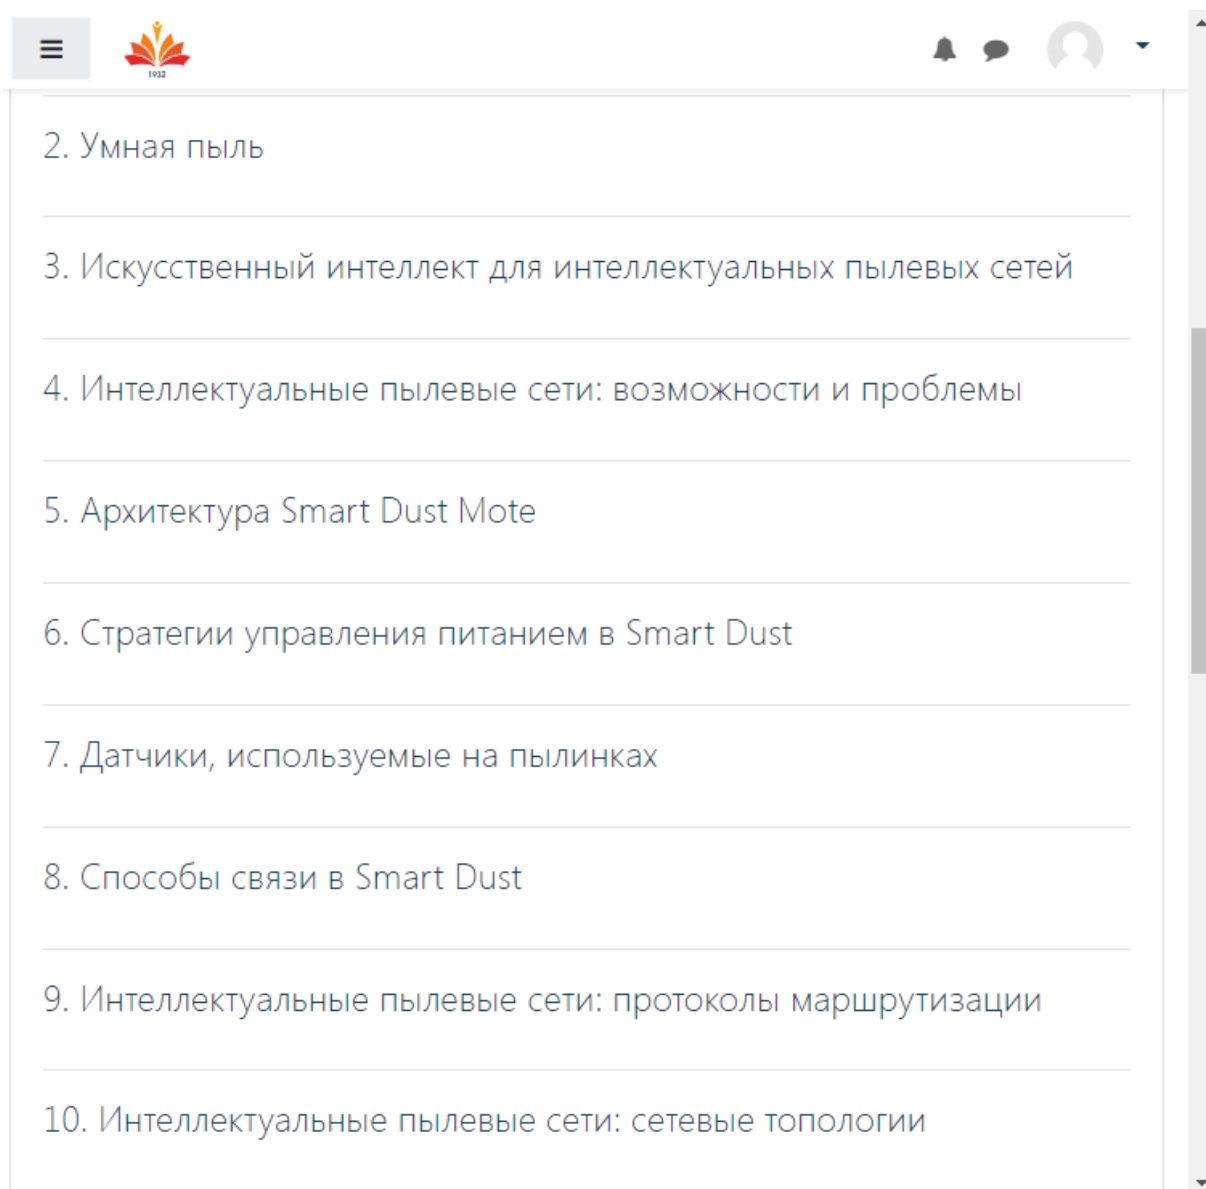 1932
2. Умная пыль
3. Искусственный интеллект для интеллектуальных пылевых сетей
4. Интеллектуальные пылевые сети: возможности и проблемы
5. Архитектура Smart Dust Mote
6. Стратегии управления питанием в Smart Dust
7. Датчики, используемые на пылинках
8. Способы связи в Smart Dust
9. Интеллектуальные пылевые сети: протоколы маршрутизации
10. Интеллектуальные пылевые сети: сетевые топологии